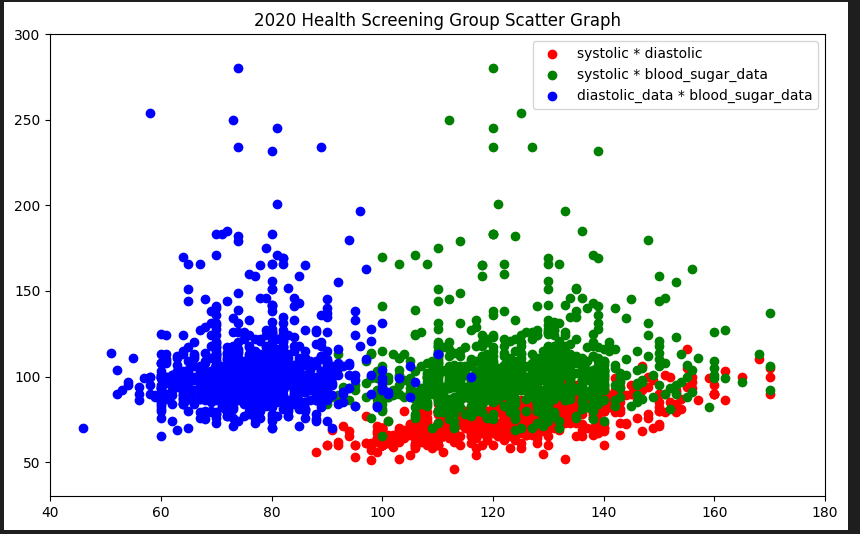 2020 Health Screening Group Scatter Graph
systolic * diastolic
systolic * blood_sugar_data
diastolic_data * blood_sugar_data
300
250
200
150
100
50
40 60 80 100 120 140 160 180